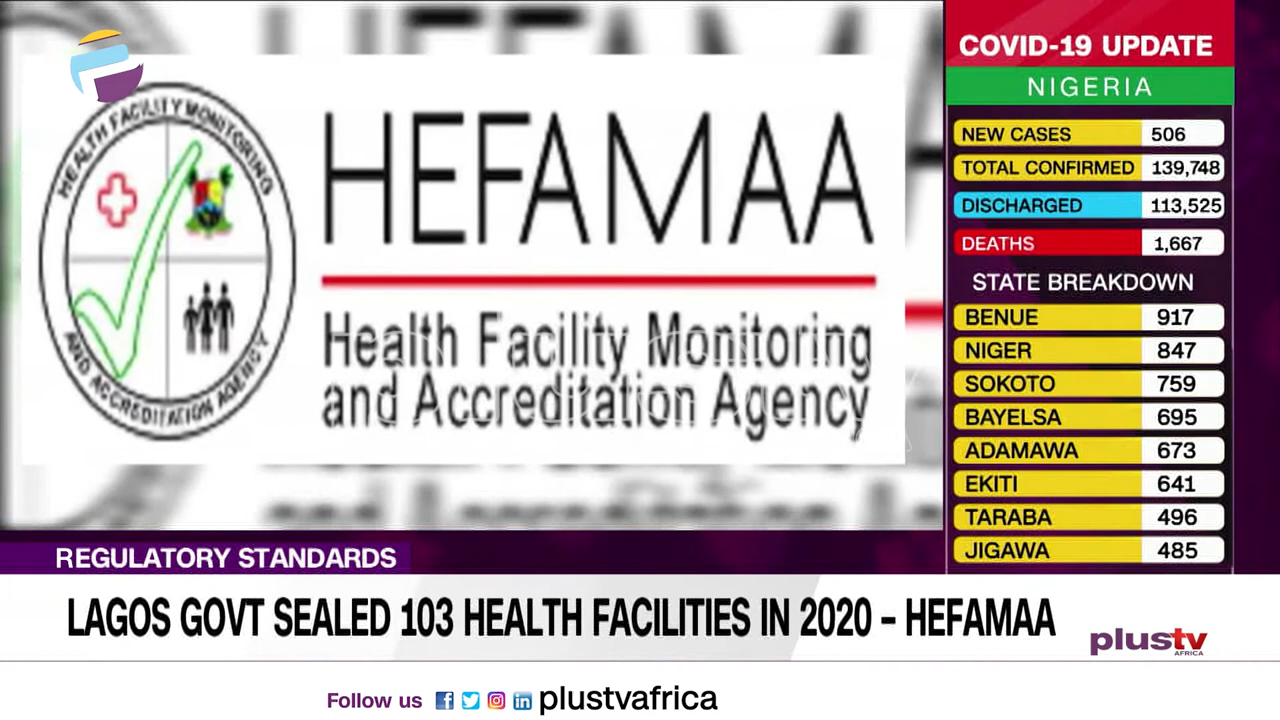 HEALTH FACILITY MONITORING
AND ACCREDITATION AGENCY
HEFAMAA
Health Facility Monitoring
and Accreditation Agency
COVID-19 UPDATE
NIGERIA
NEW CASES 506
TOTAL CONFIRMED 139,748
DISCHARGED 113,525
DEATHS 1,667
STATE BREAKDOWN
BENUE 917
NIGER 847
SOKOTO 759
BAYELSA 695
ADAMAWA 673
EKITI 641
TARABA 496
JIGAWA 485
REGULATORY STANDARDS
LAGOS GOVT SEALED 103 HEALTH FACILITIES IN 2020 – HEFAMAA
plustv
AFRICA
Follow us plustvafrica